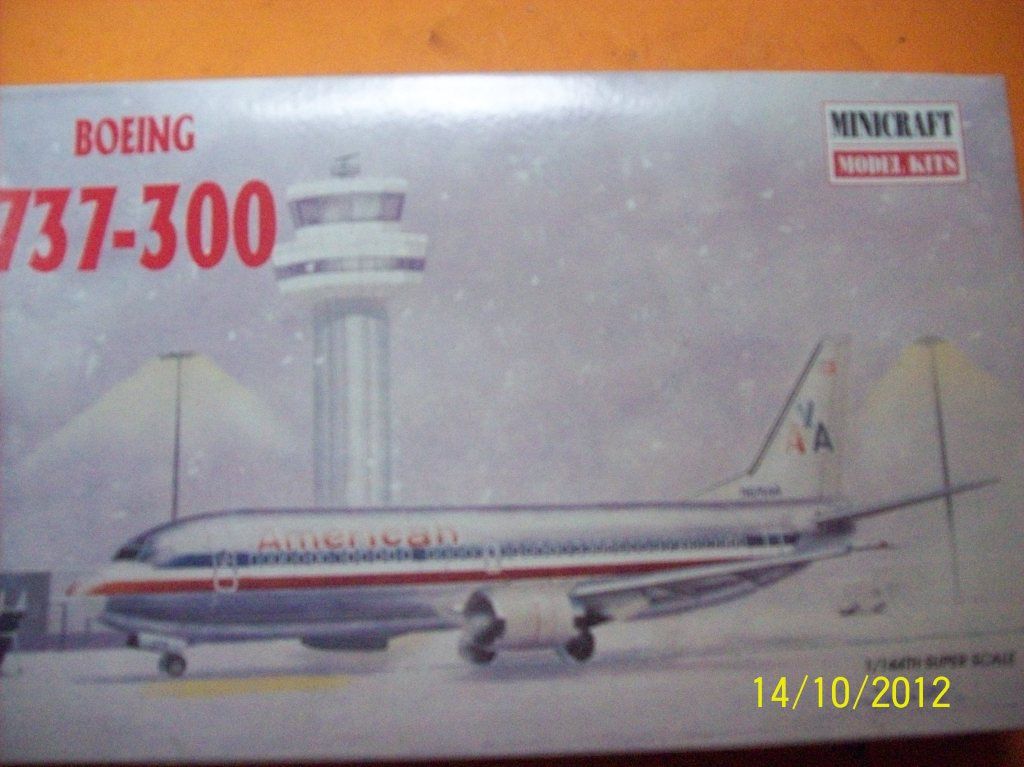 BOEING
737-300
MINICRAFT
MODEL KITS
AA
American
1/144TH SUPER SCALE
14/10/2012